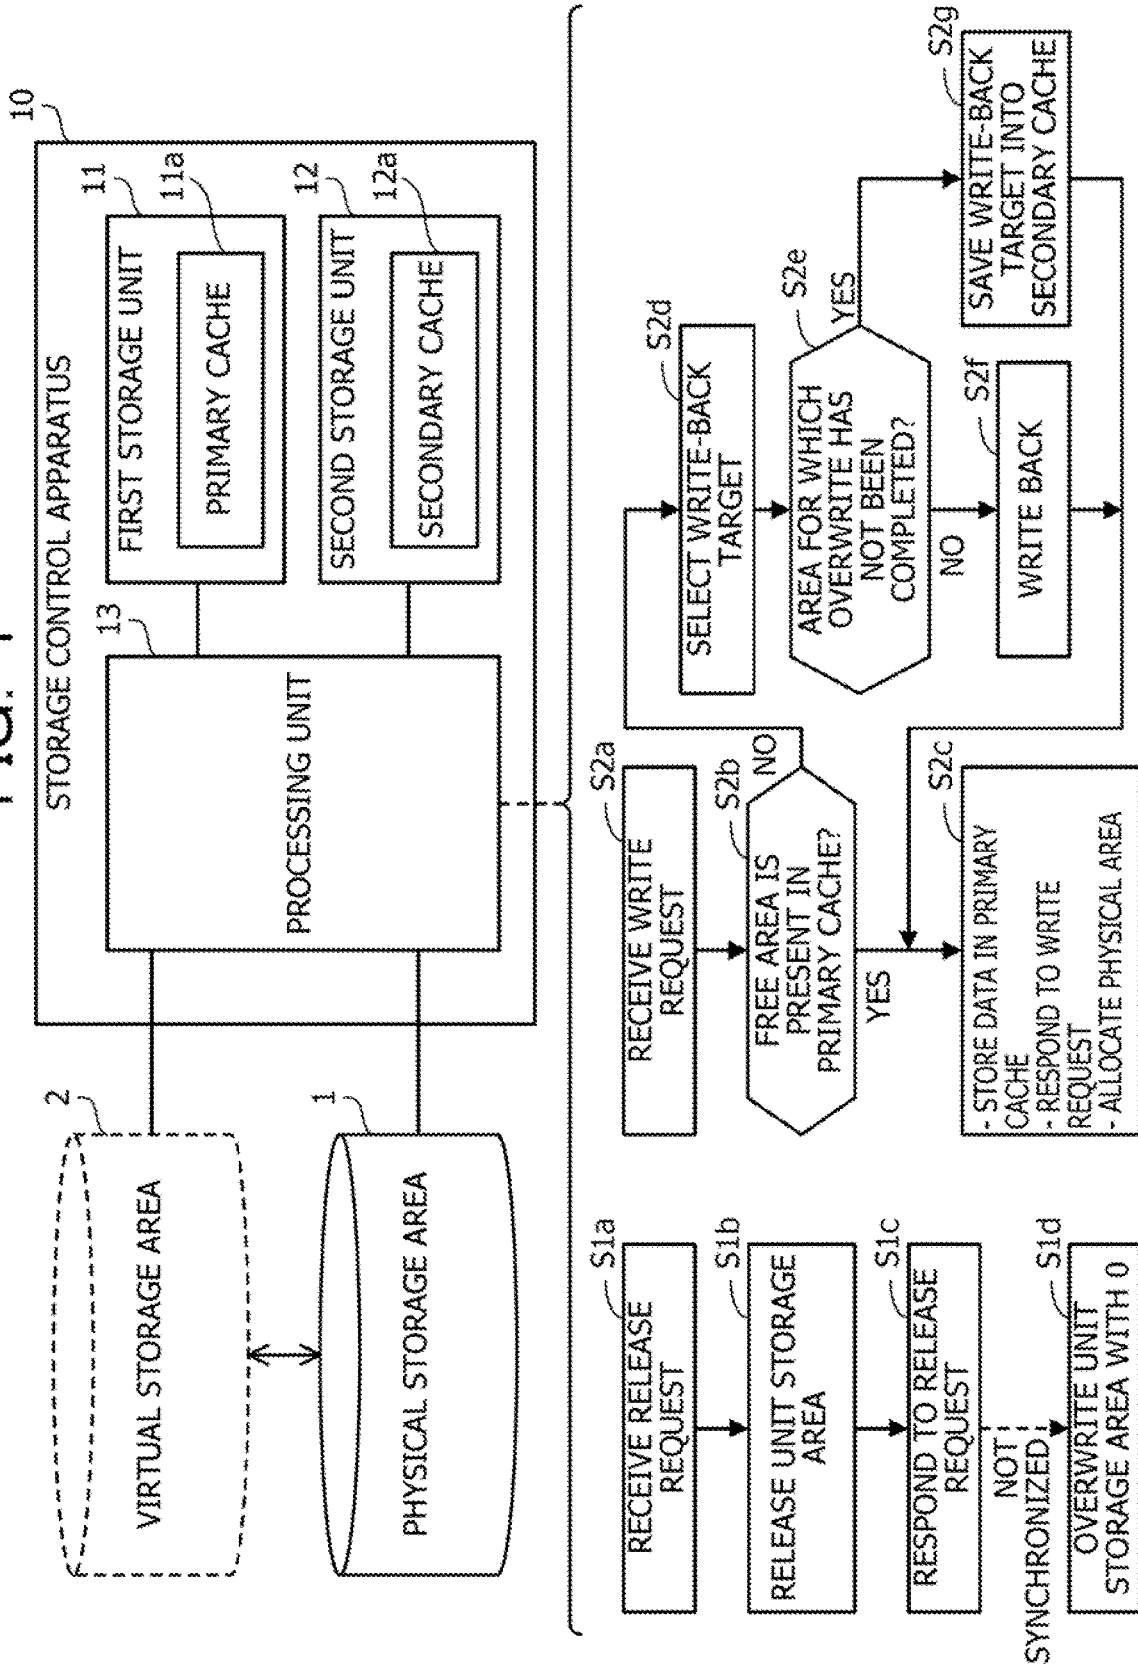 FIG. 1
STORAGE CONTROL APPARATUS
10
2
VIRTUAL STORAGE AREA
1
PHYSICAL STORAGE AREA
13
PROCESSING UNIT
11
FIRST STORAGE UNIT
11a
PRIMARY CACHE
12
SECOND STORAGE UNIT
12a
SECONDARY CACHE
S1a
RECEIVE RELEASE
REQUEST
S1b
RELEASE UNIT STORAGE
AREA
S1c
RESPOND TO RELEASE
REQUEST
NOT
SYNCHRONIZED
S1d
OVERWRITE UNIT
STORAGE AREA WITH 0
S2a
RECEIVE WRITE
REQUEST
S2b
FREE AREA IS
PRESENT IN
PRIMARY CACHE?
NO
YES
S2c
- STORE DATA IN PRIMARY
CACHE
- RESPOND TO WRITE
REQUEST
- ALLOCATE PHYSICAL AREA
S2d
SELECT WRITE-BACK
TARGET
S2e
AREA FOR WHICH
OVERWRITE HAS
NOT BEEN
COMPLETED?
YES
NO
S2f
WRITE BACK
S2g
SAVE WRITE-BACK
TARGET INTO
SECONDARY CACHE